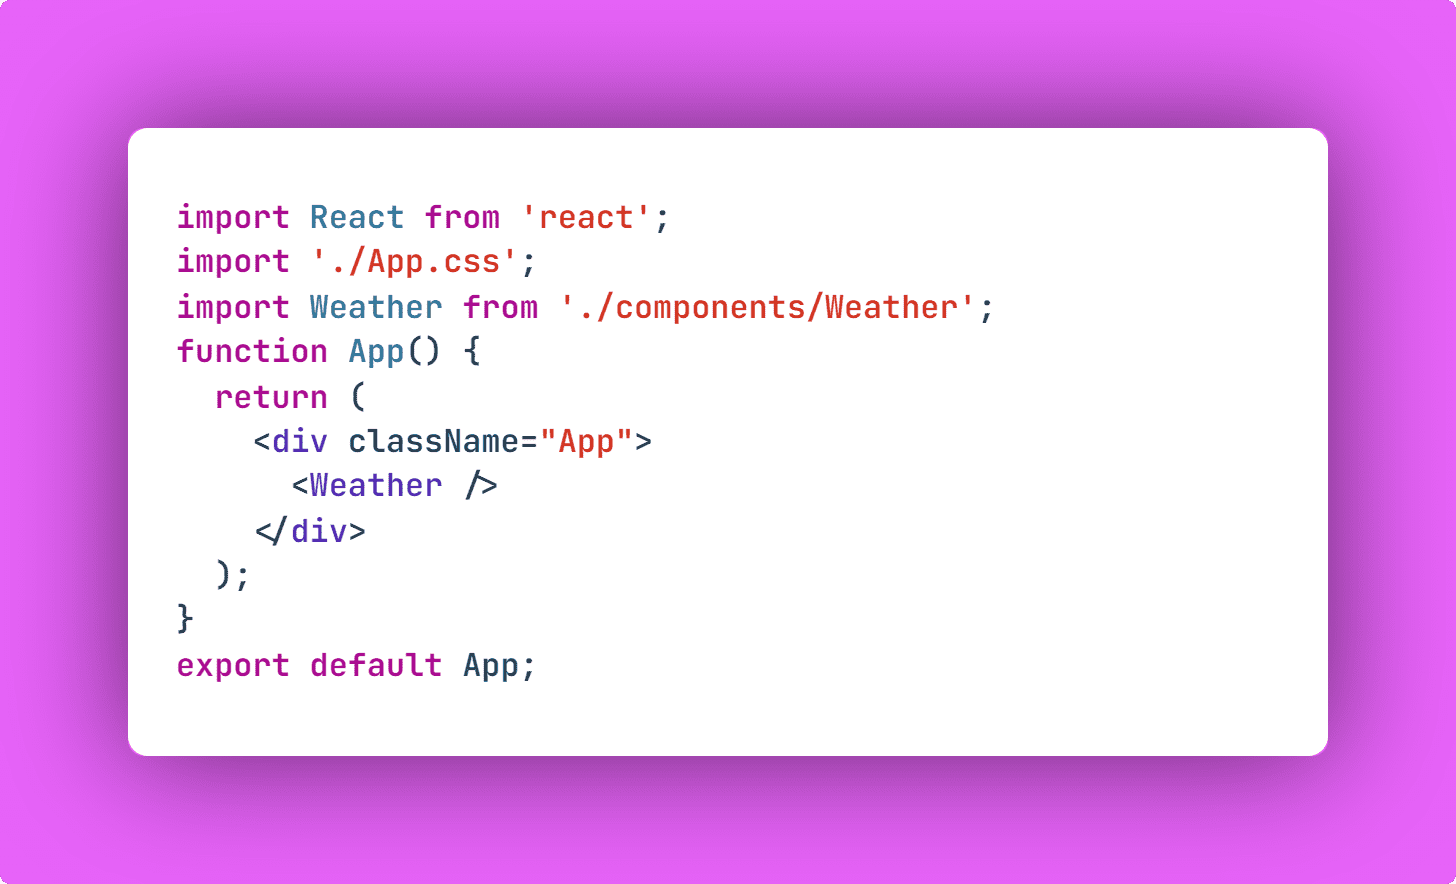 import React from 'react';
import './App.css';
import Weather from './components/Weather';
function App() {
  return (
    <div className="App">
      <Weather />
    </div>
  );
}
export default App;